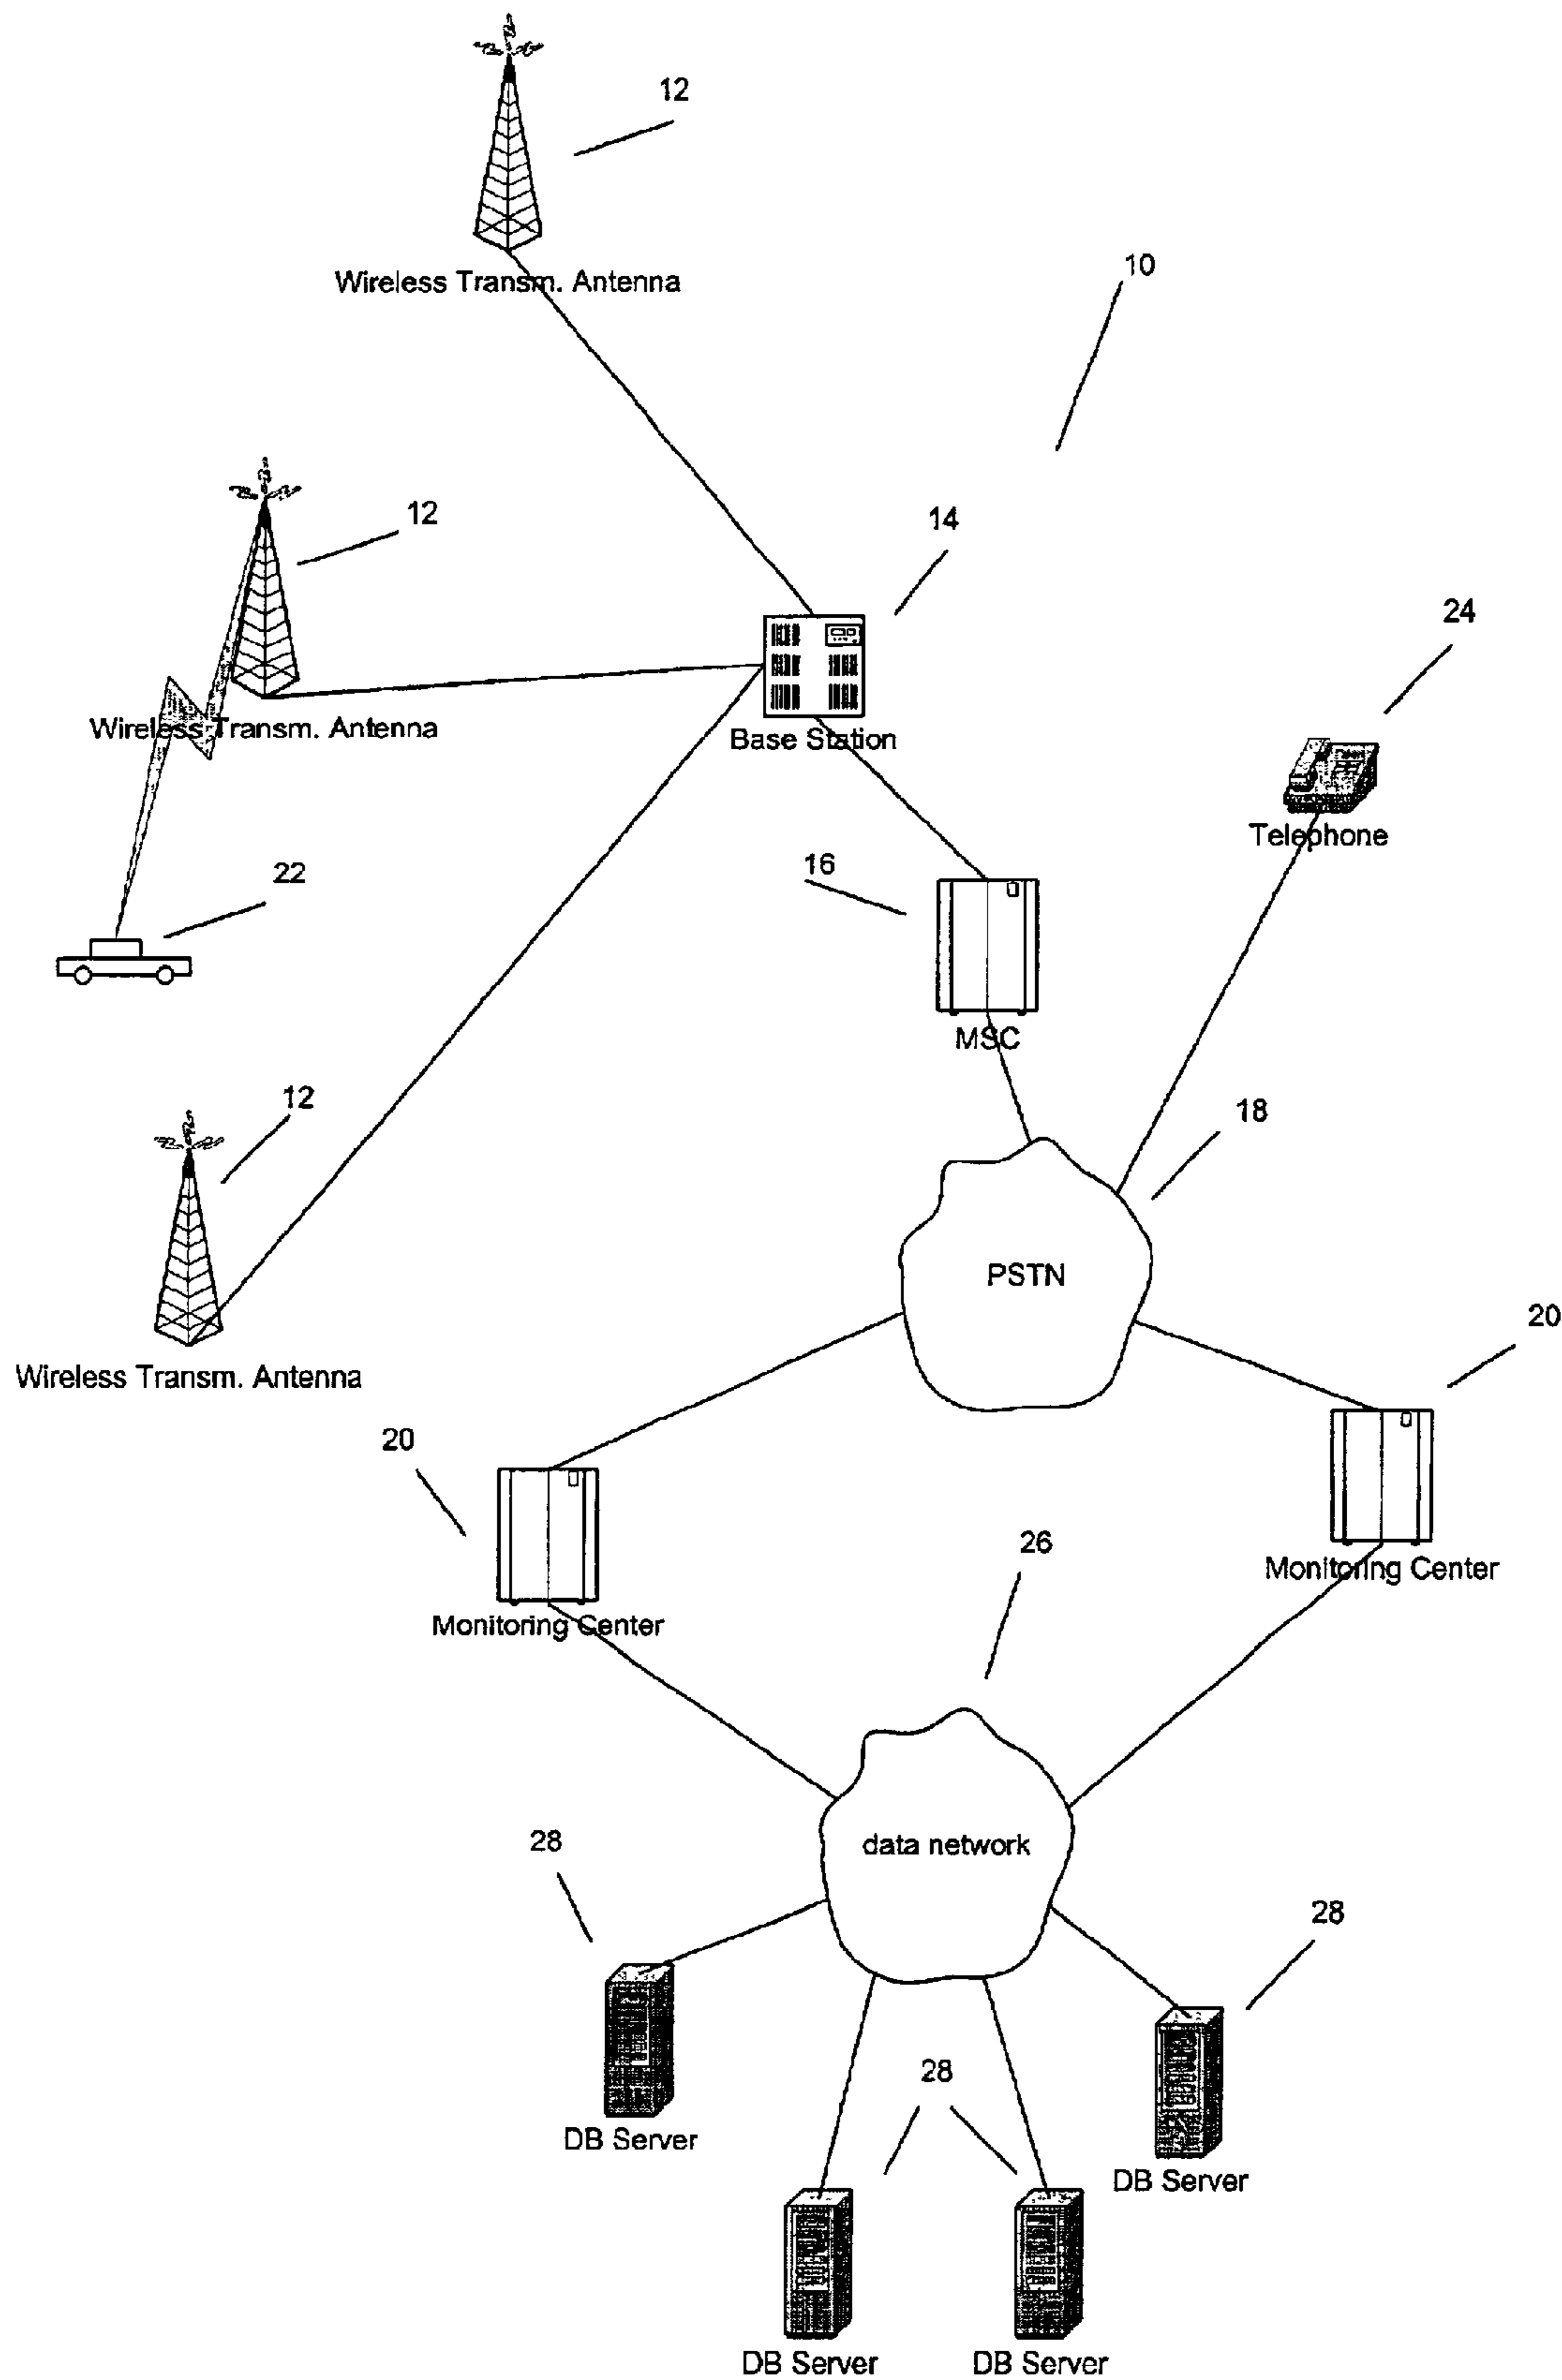 12
Wireless Transm. Antenna
10
12
14
24
Wireless Transm. Antenna
Base Station
Telephone
16
22
MSC
12
18
PSTN
20
Wireless Transm. Antenna
20
26
Monitoring Center
Monitoring Center
28
data network
28
28
DB Server
DB Server
DB Server
DB Server